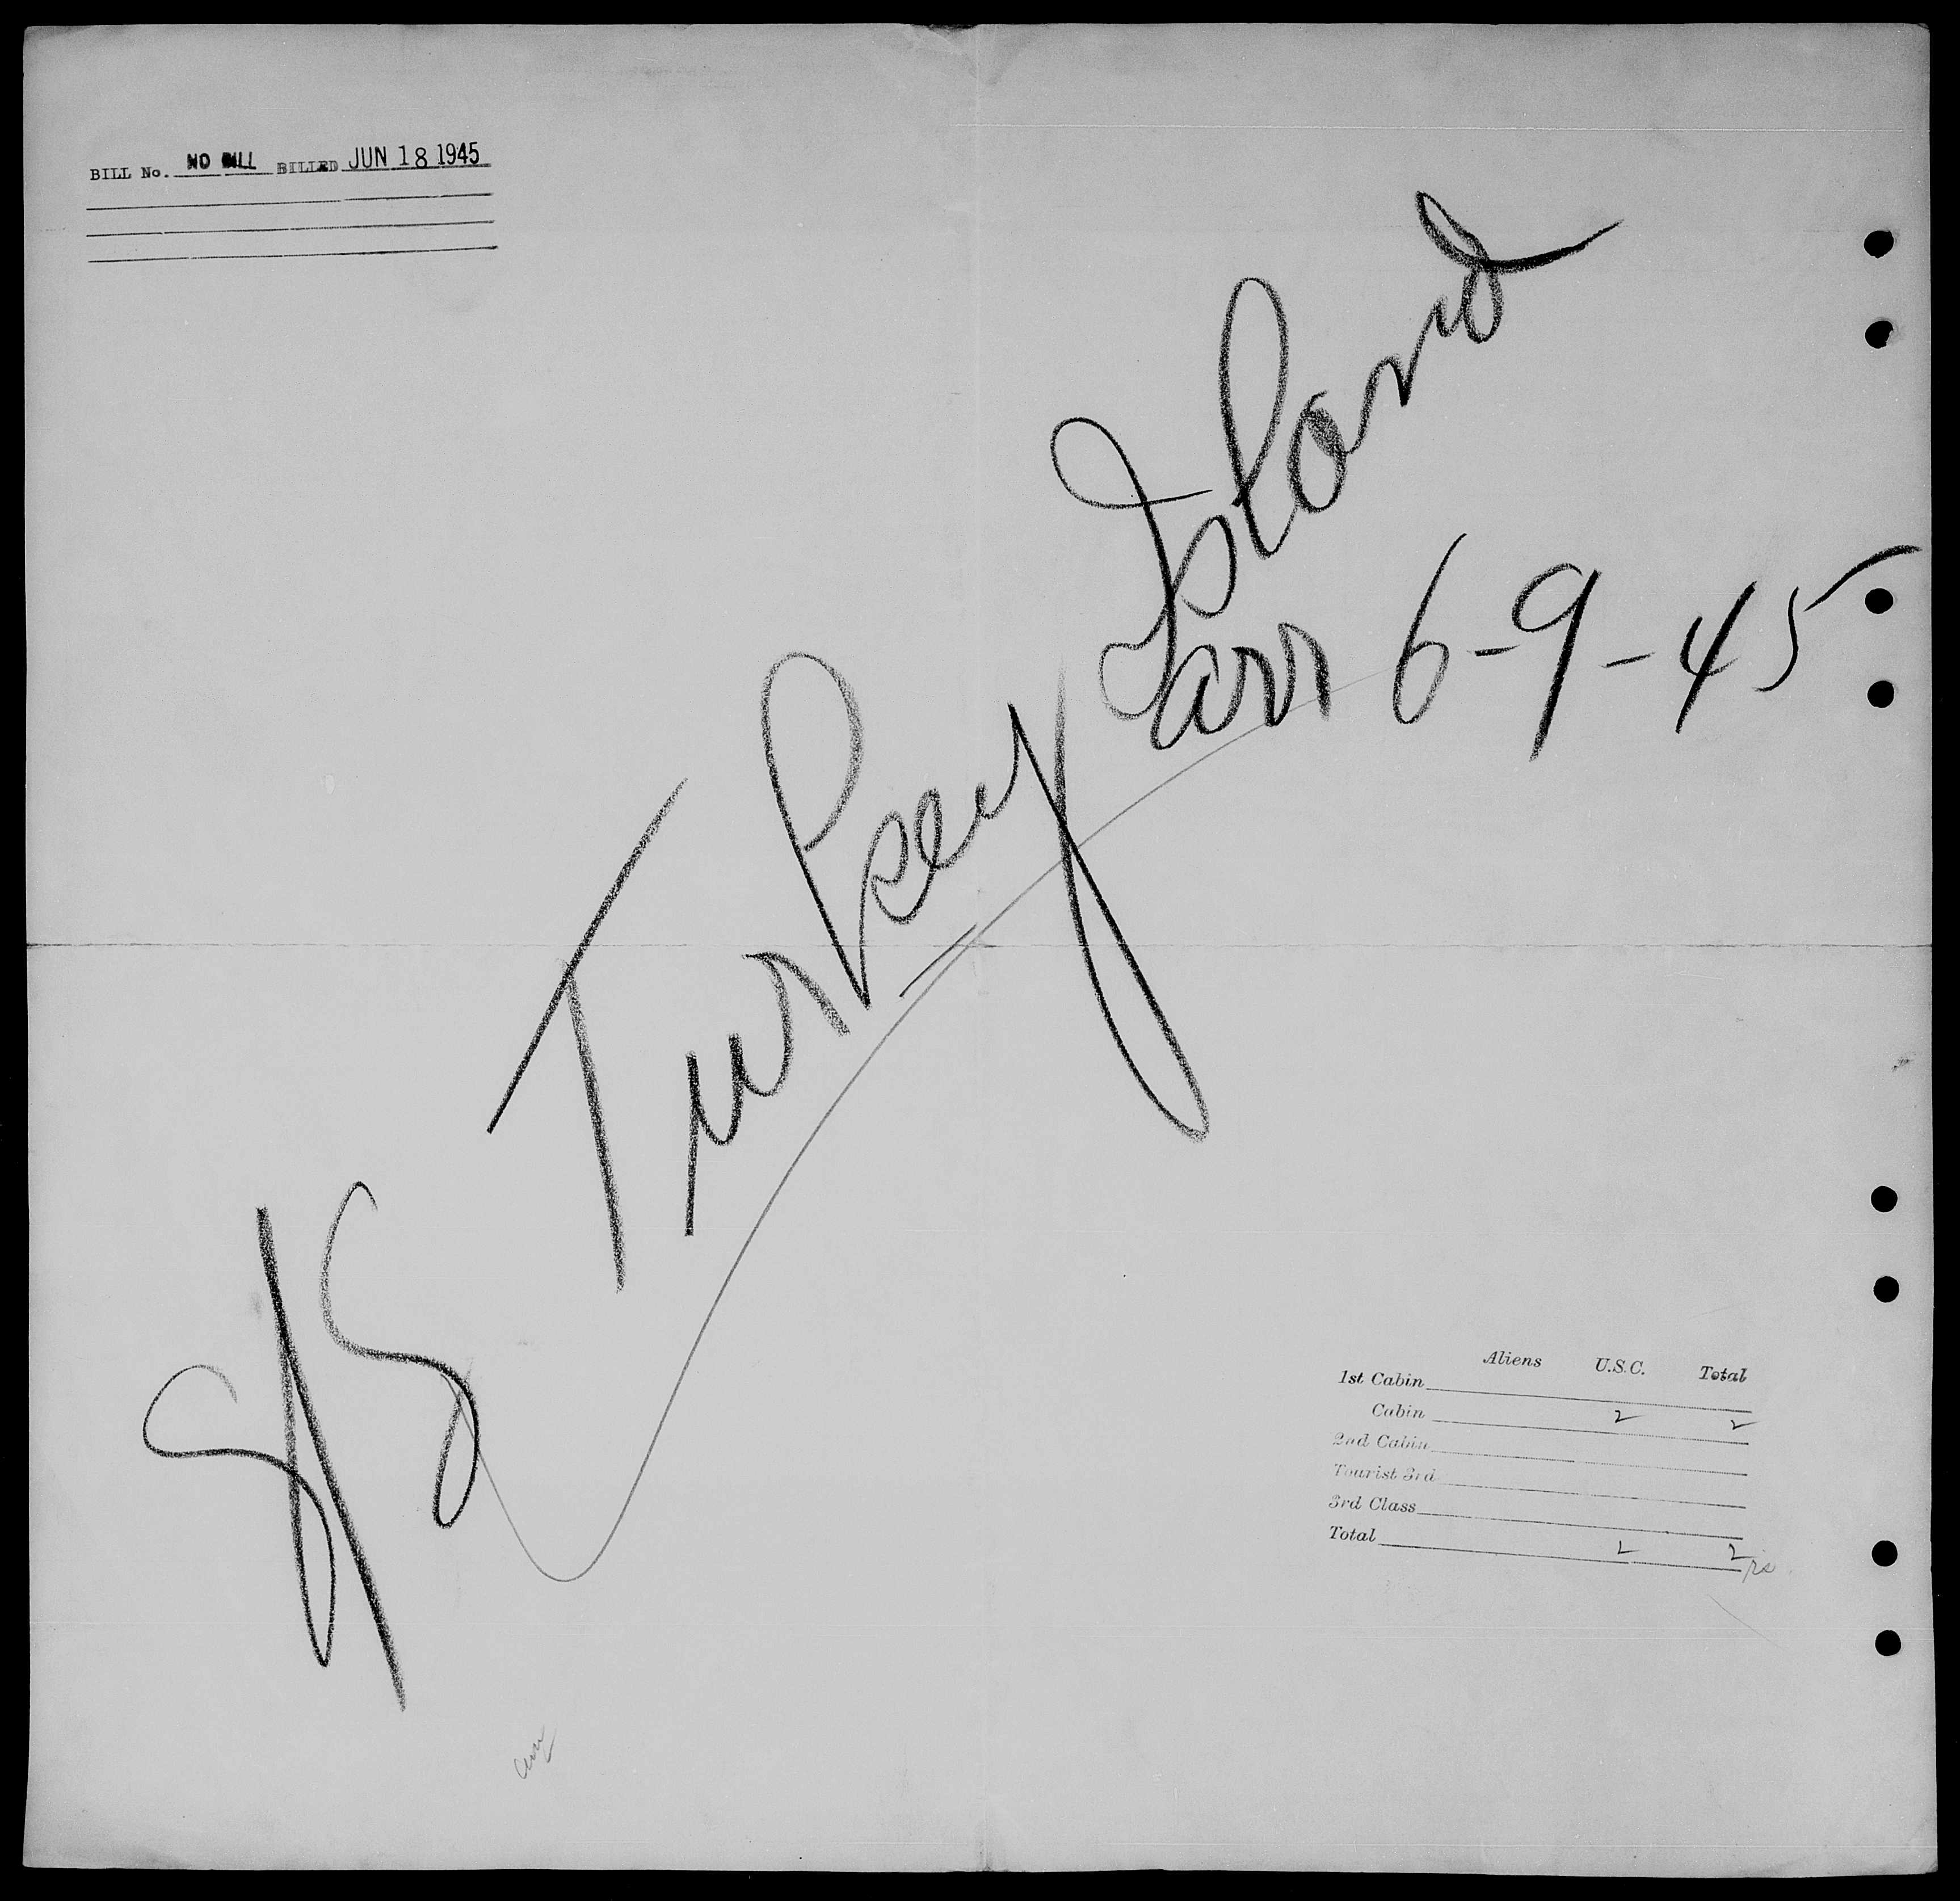 BILL No. NO BILL BILLED JUN 18 1945
S/S Turkey Island
arr 6-9-45
Aliens U.S.C. Total
1st Cabin
Cabin 2 2
2nd Cabin
Tourist 3rd
3rd Class
Total 2 2